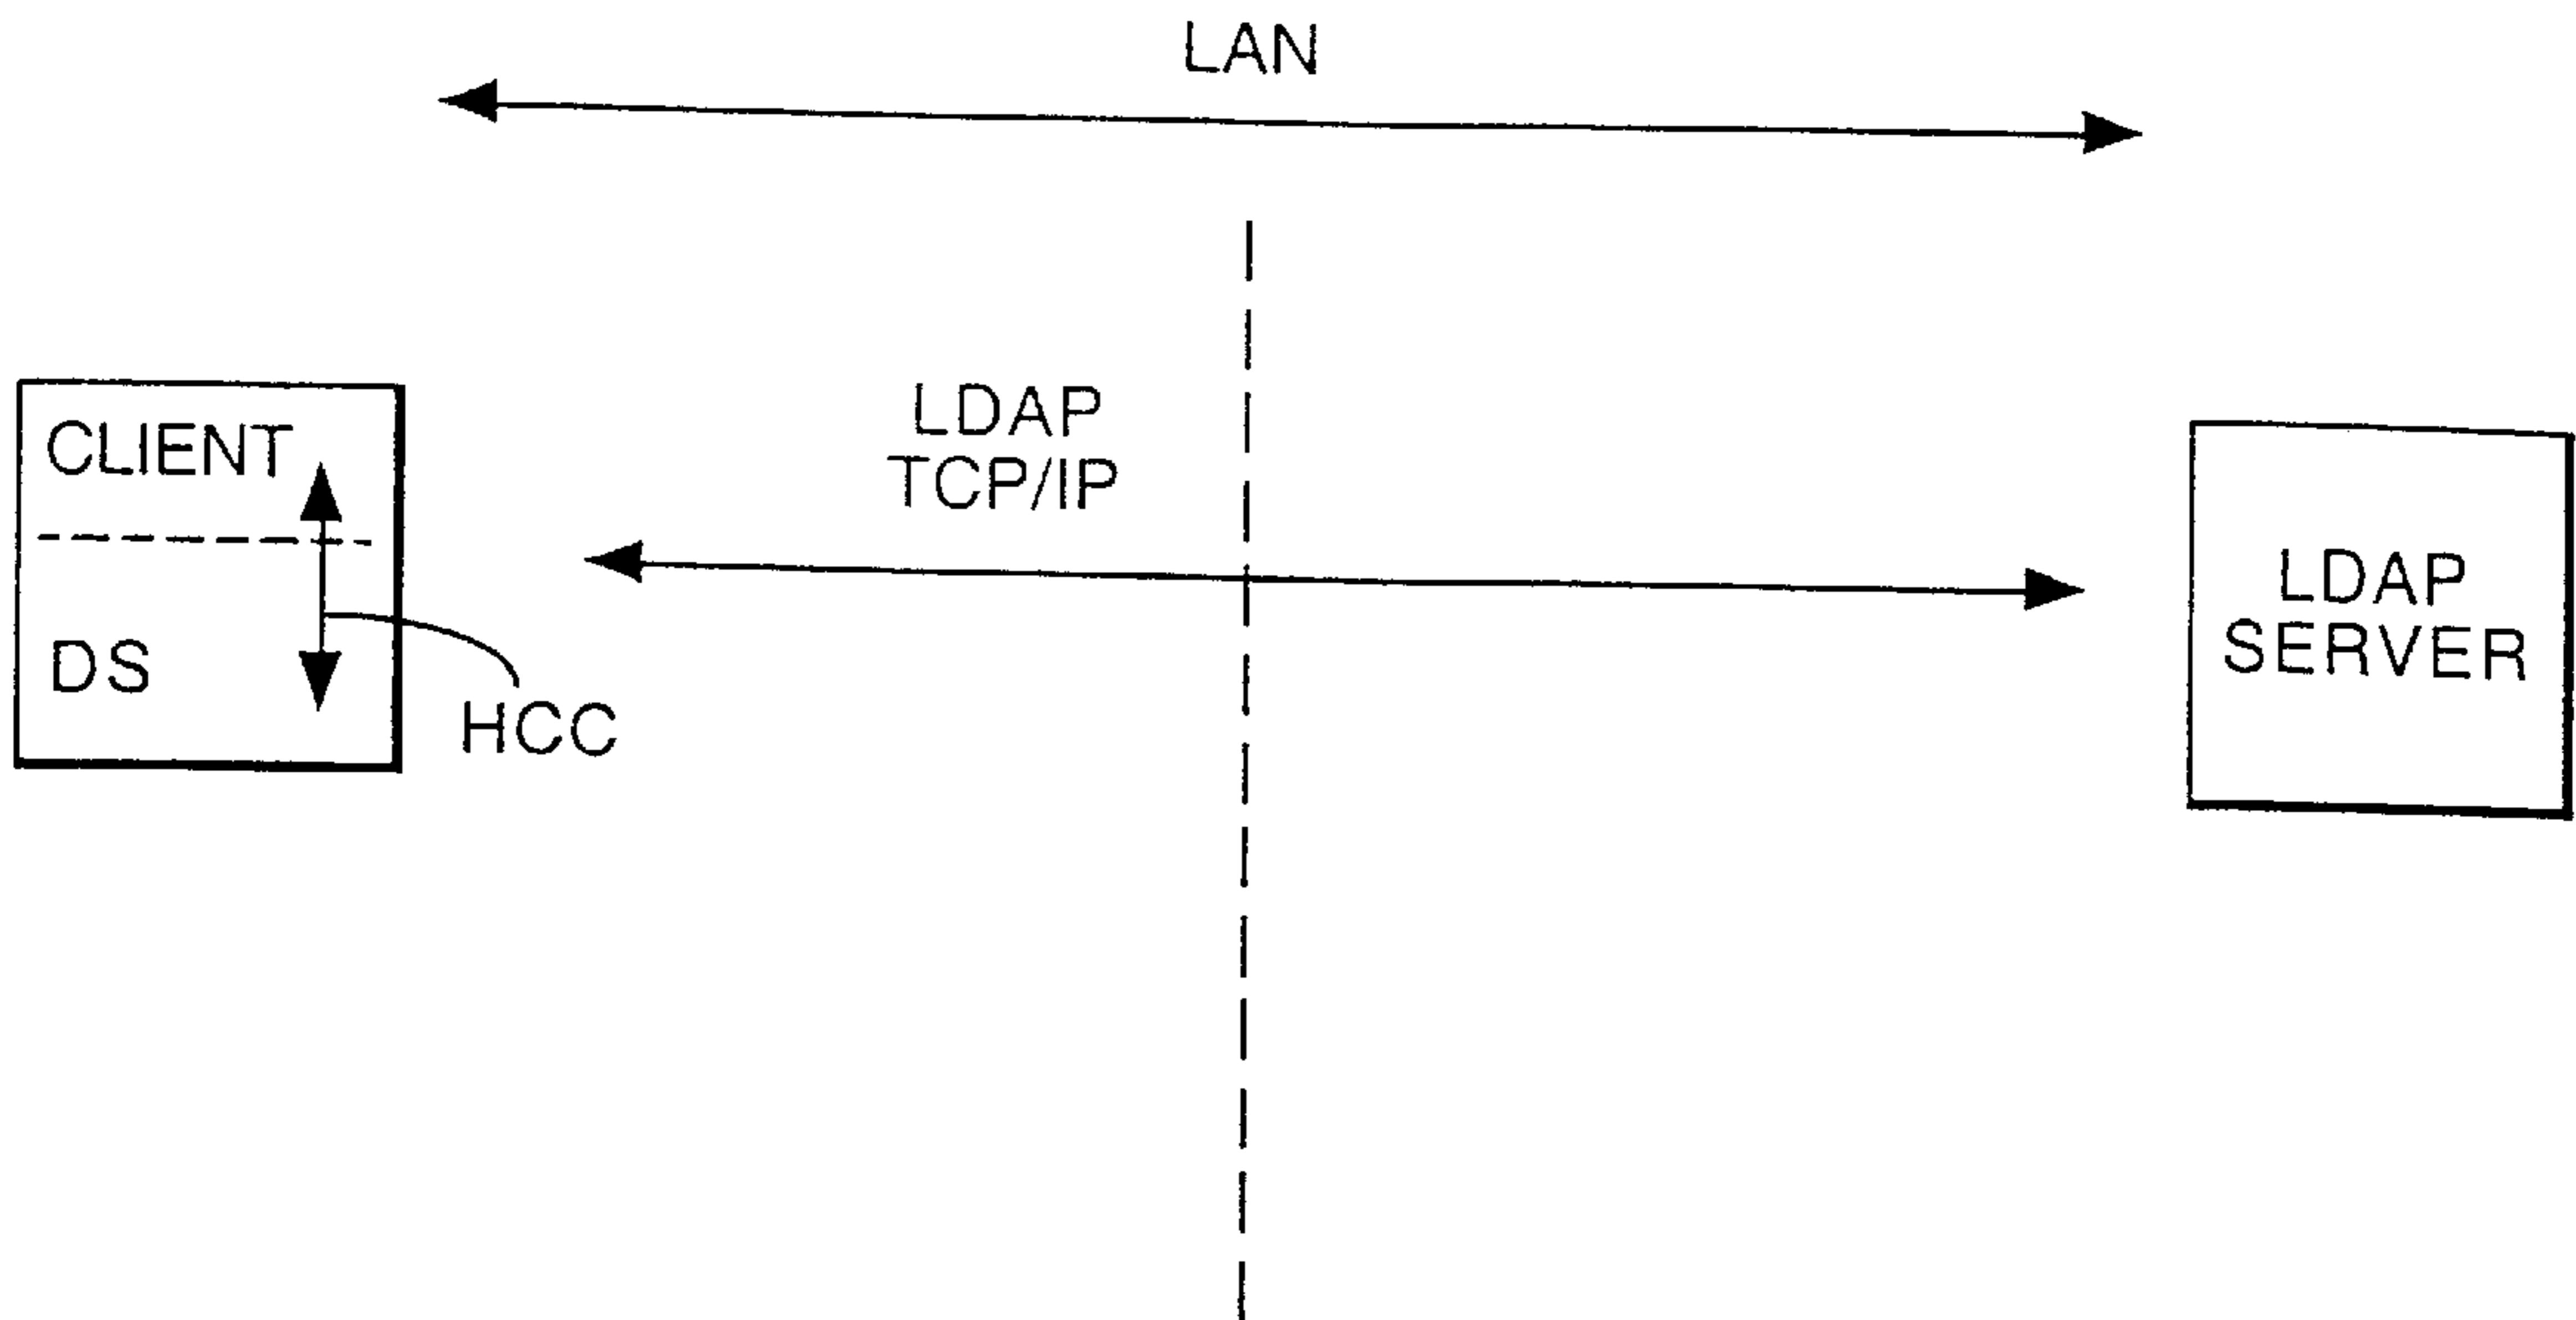 LAN
CLIENT
DS
HCC
LDAP
TCP/IP
LDAP
SERVER